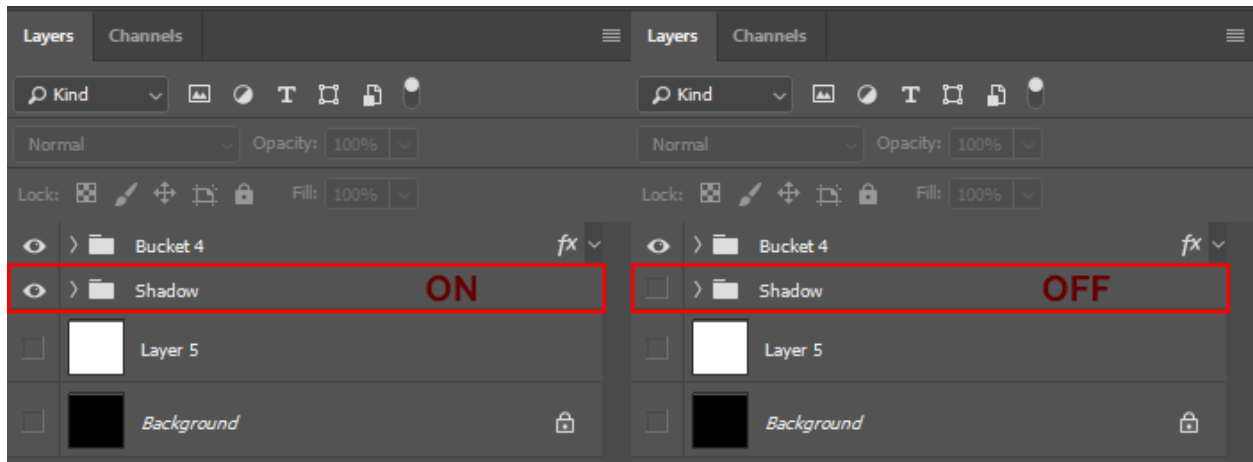 Layers Channels
Kind
Normal Opacity: 100%
Lock: Fill: 100%
Bucket 4 fx
Shadow ON
Layer 5
Background
Layers Channels
Kind
Normal Opacity: 100%
Lock: Fill: 100%
Bucket 4 fx
Shadow OFF
Layer 5
Background